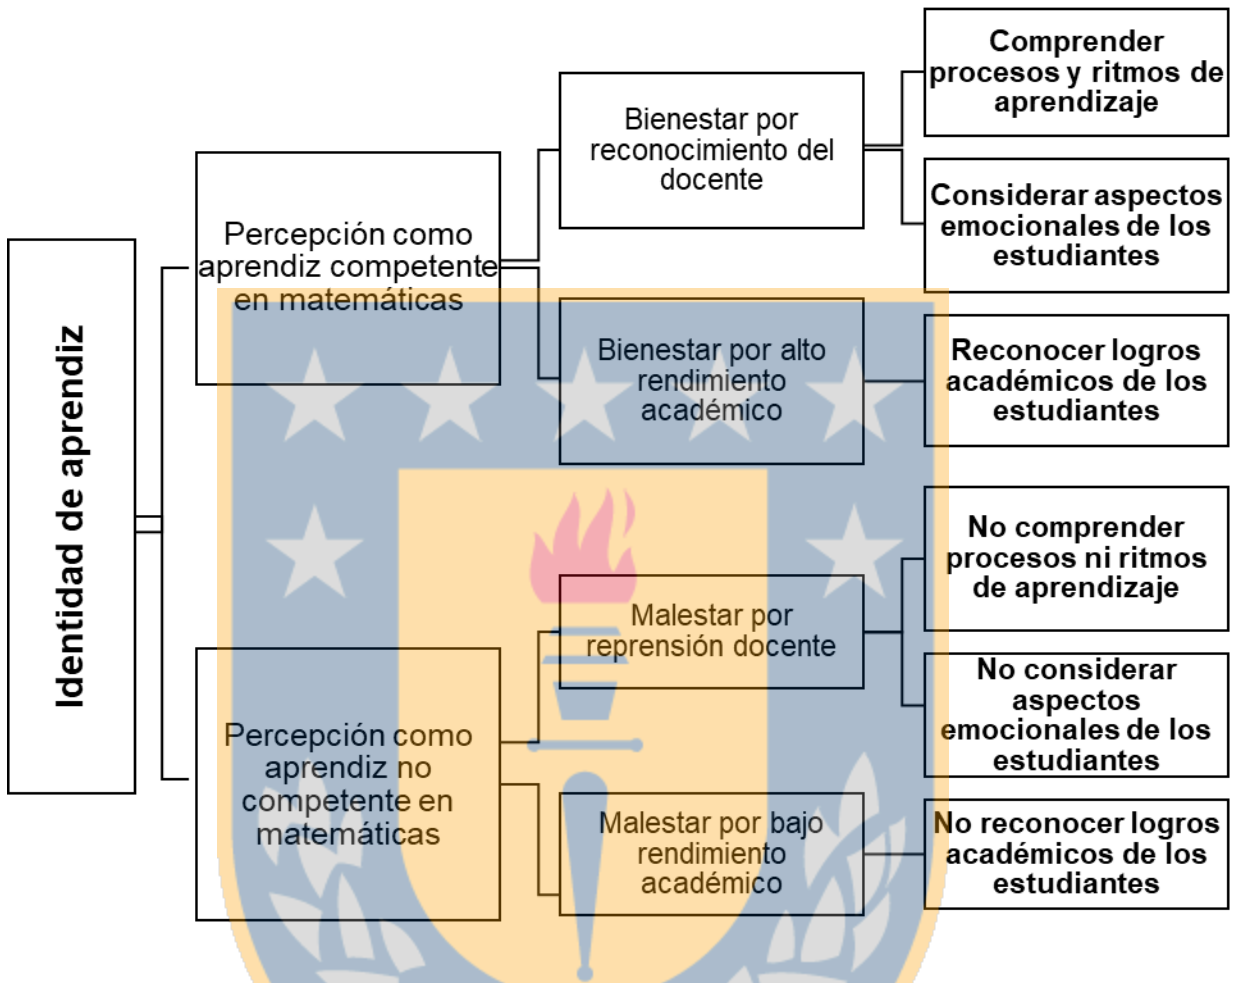 Identidad de aprendiz
Percepción como
aprendiz competente
en matemáticas
Bienestar por
reconocimiento del
docente
Comprender
procesos y ritmos de
aprendizaje
Considerar aspectos
emocionales de los
estudiantes
Bienestar por alto
rendimiento
académico
Reconocer logros
académicos de los
estudiantes
Percepción como
aprendiz no
competente en
matemáticas
Malestar por
reprensión docente
No comprender
procesos ni ritmos
de aprendizaje
No considerar
aspectos
emocionales de los
estudiantes
Malestar por bajo
rendimiento
académico
No reconocer logros
académicos de los
estudiantes